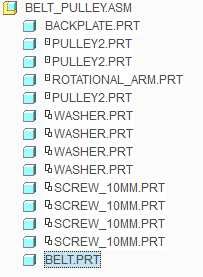 BELT_PULLEY.ASM
BACKPLATE.PRT
PULLEY2.PRT
PULLEY2.PRT
ROTATIONAL_ARM.PRT
PULLEY2.PRT
WASHER.PRT
WASHER.PRT
WASHER.PRT
WASHER.PRT
SCREW_10MM.PRT
SCREW_10MM.PRT
SCREW_10MM.PRT
SCREW_10MM.PRT
BELT.PRT